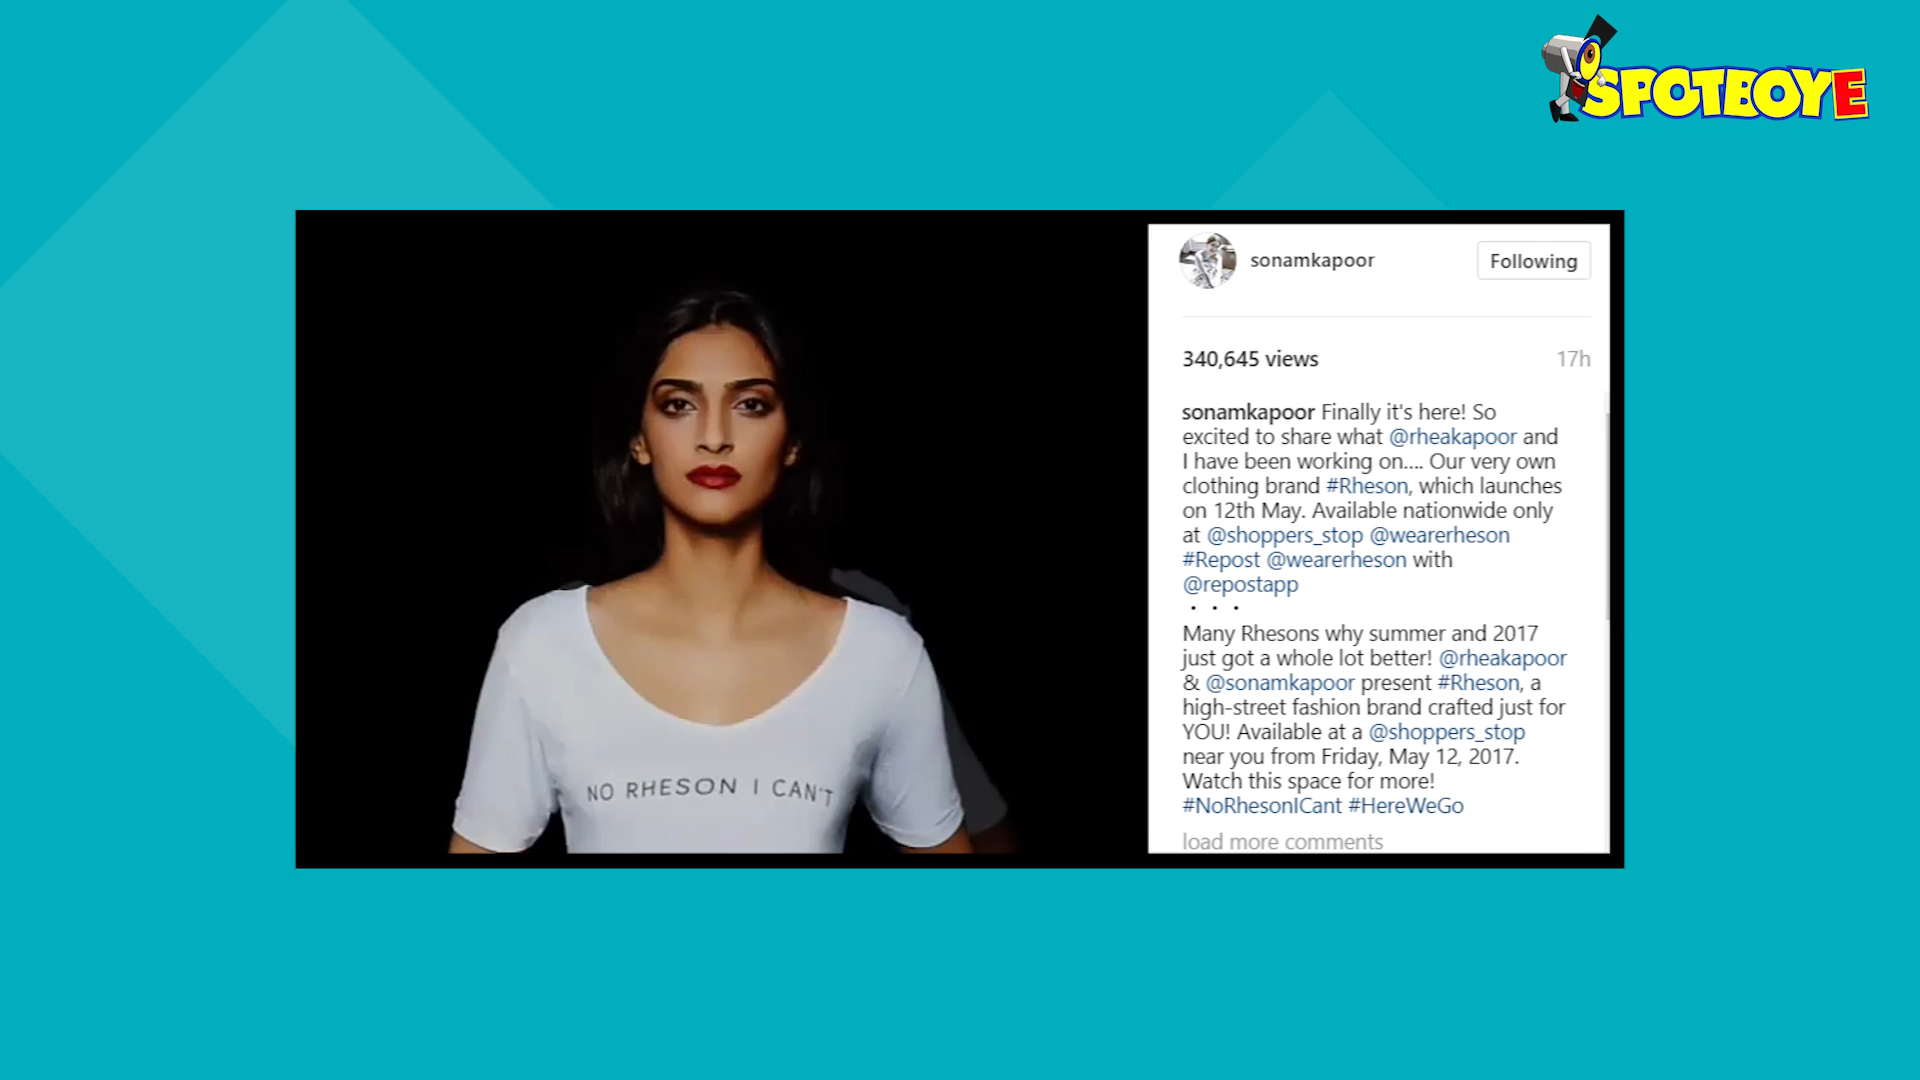 SPOTBOYE
sonamkapoor
Following
340,645 views
17h
sonamkapoor Finally it's here! So
excited to share what @rheakapoor and
I have been working on.... Our very own
clothing brand #Rheson, which launches
on 12th May. Available nationwide only
at @shoppers_stop @wearerheson
#Repost @wearerheson with
@repostapp
· · ·
Many Rhesons why summer and 2017
just got a whole lot better! @rheakapoor
& @sonamkapoor present #Rheson, a
high-street fashion brand crafted just for
YOU! Available at a @shoppers_stop
near you from Friday, May 12, 2017.
Watch this space for more!
#NoRhesonICant #HereWeGo
load more comments
NO RHESON I CAN'T